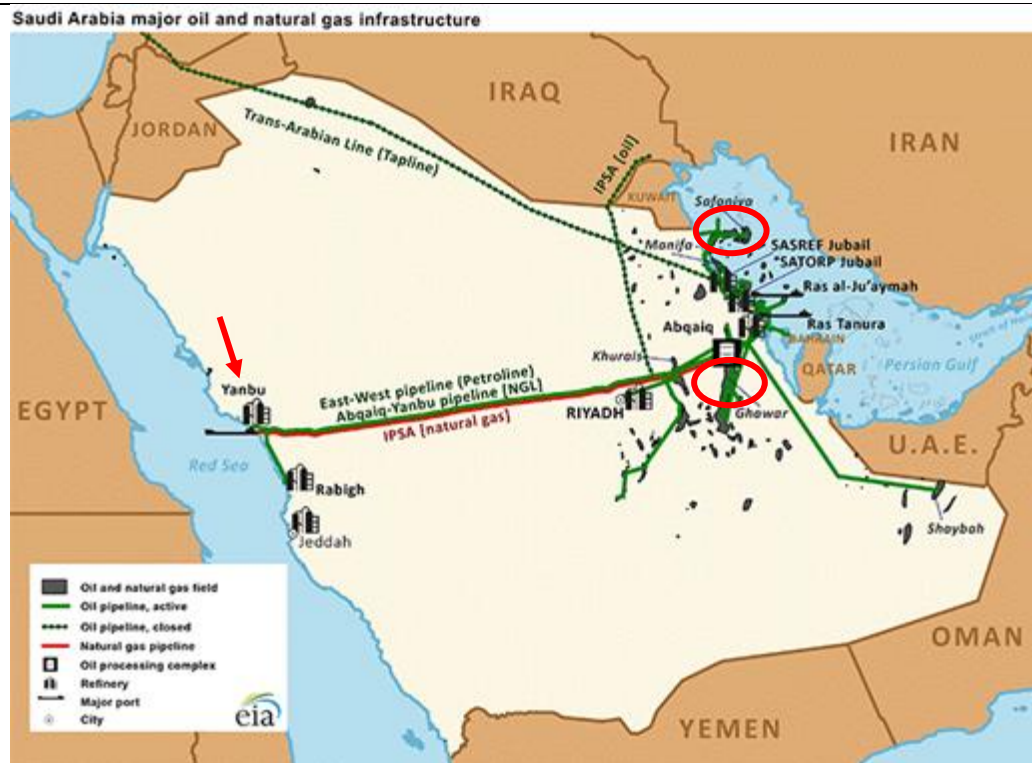 Saudi Arabia major oil and natural gas infrastructure
IRAQ
IRAN
JORDAN
Trans-Arabian Line (Tapline)
IPSA (oil)
KUWAIT
Safaniya
Manifa
SASREF Jubail
SATORP Jubail
Ras al-Ju'aymah
Ras Tanura
Abqaiq
BAHRAIN
Khurais
QATAR
Persian Gulf
Yanbu
East-West pipeline (Petroline)
Abqaiq-Yanbu pipeline [NGL]
IPSA [natural gas]
RIYADH
Ghawar
EGYPT
U.A.E.
Red Sea
Rabigh
Jeddah
Shaybah
OMAN
YEMEN
Oil and natural gas field
Oil pipeline, active
Oil pipeline, closed
Natural gas pipeline
Oil processing complex
Refinery
Major port
City
eia